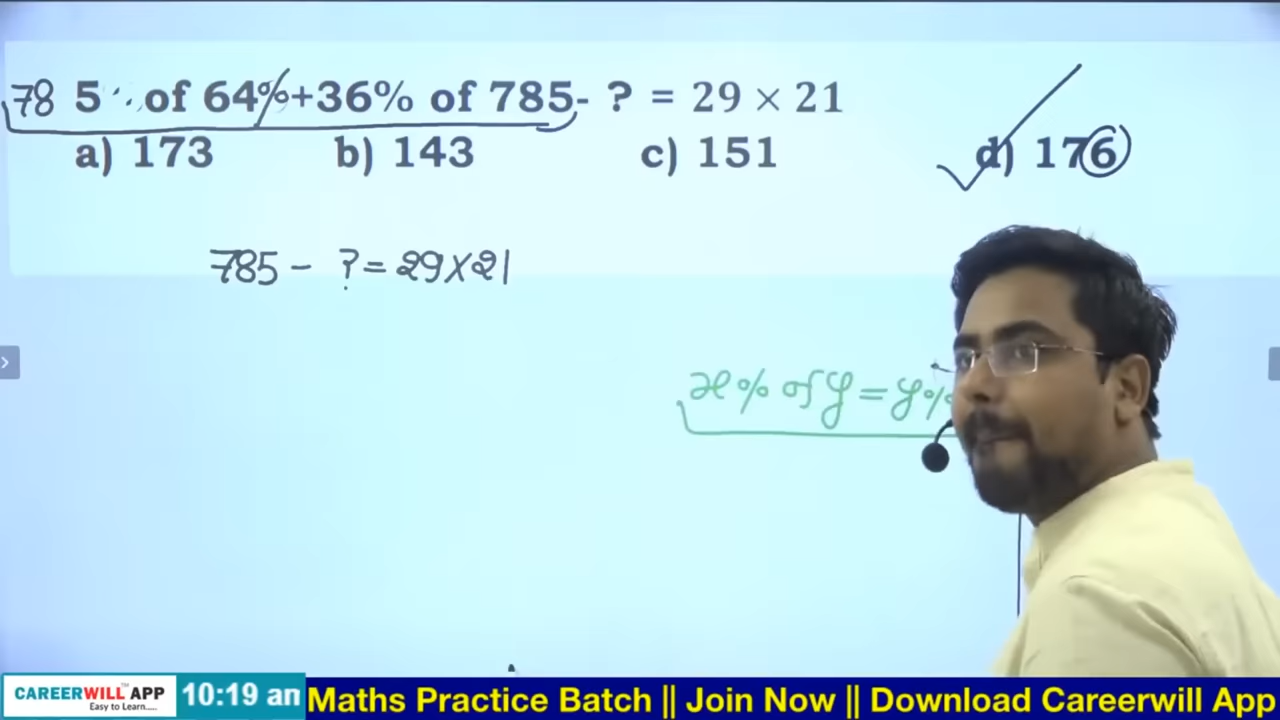 78 5 of 64%+36% of 785- ? = 29 × 21
a) 173 b) 143 c) 151 d) 176
785 - ? = 29×21
x% of y = y%
CAREERWILL APP
Easy to Learn.....
10:19 am
Maths Practice Batch || Join Now || Download Careerwill App